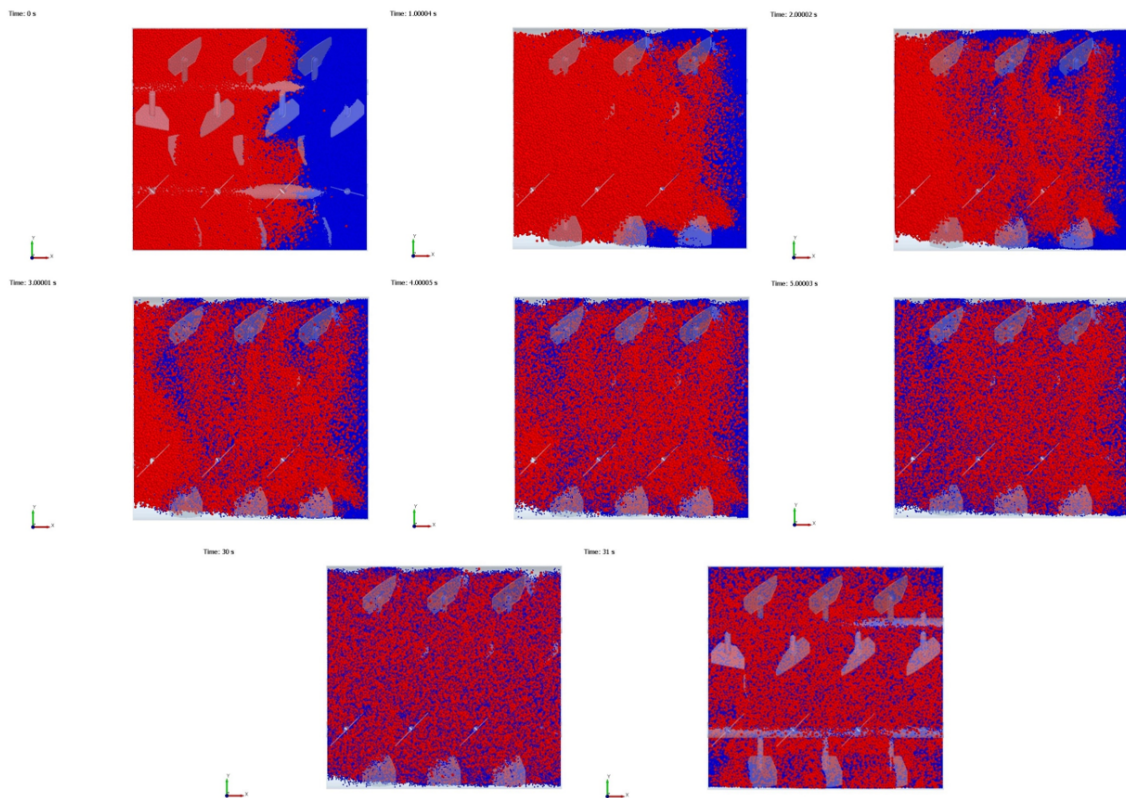 Time: 0 s
Time: 1.00004 s
Time: 2.00002 s
Y
X
Y
X
Y
X
Time: 3.00001 s
Time: 4.00005 s
Time: 5.00003 s
Y
X
Y
X
Y
X
Time: 30 s
Time: 31 s
Y
X
Y
X